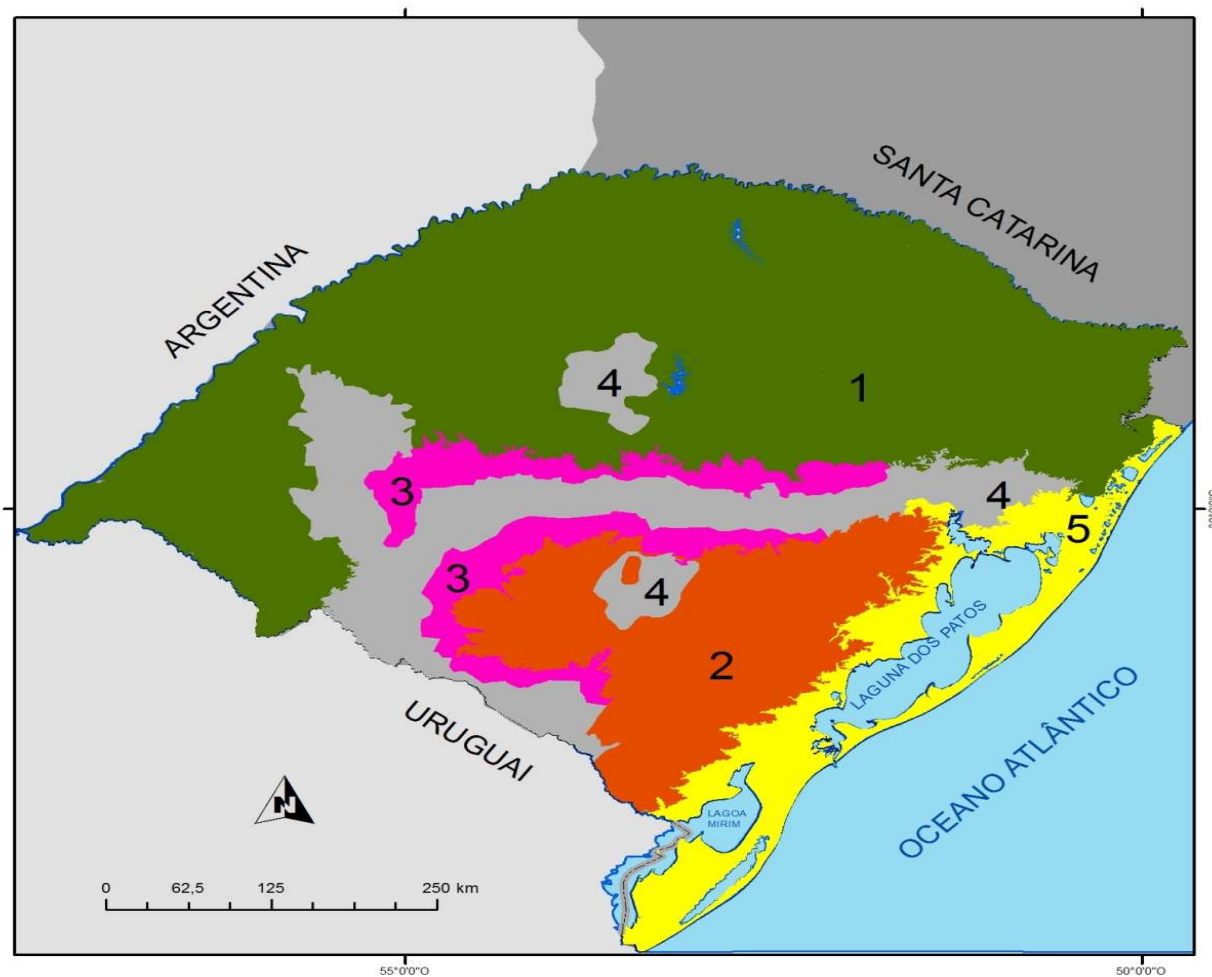 SANTA CATARINA
ARGENTINA
4
1
3
4
5
3
4
LAGUNA DOS PATOS
2
URUGUAI
OCEANO ATLÂNTICO
N
LAGOA
MIRIM
0 62,5 125 250 km
55°0'0"O
50°0'0"O